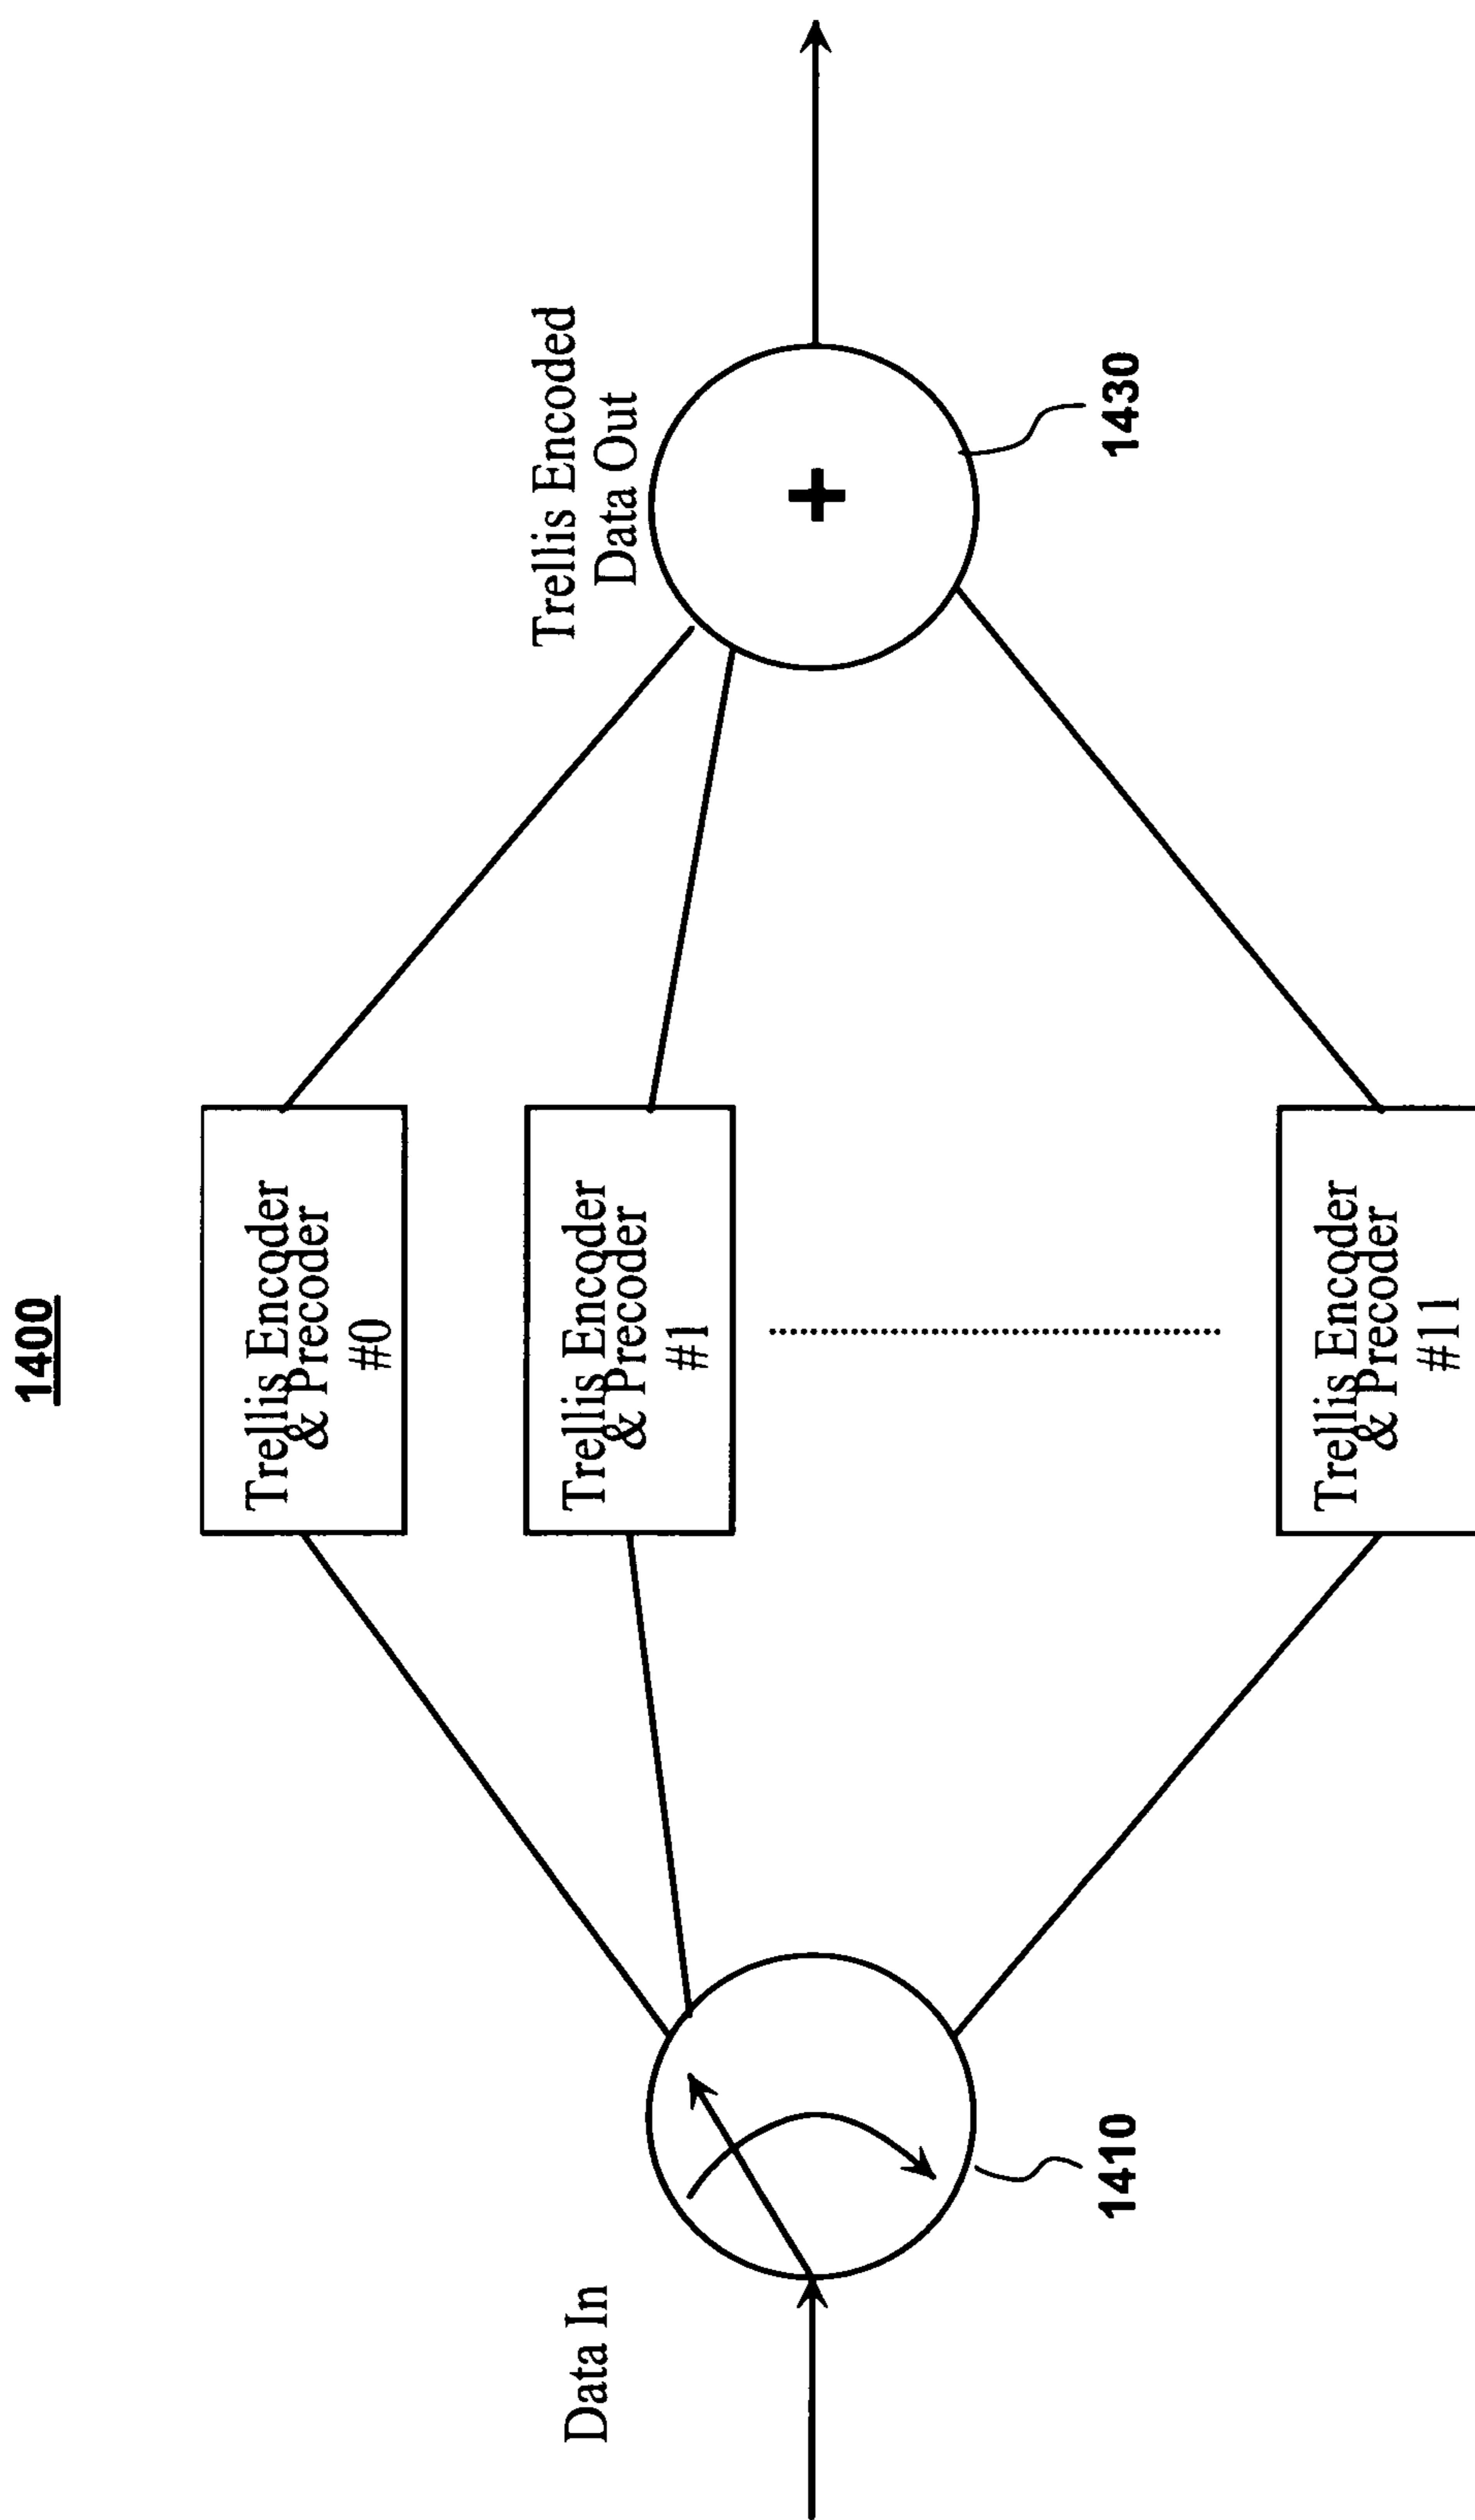 1400
Data In
1410
Trellis Encoder
& Precoder
#0
Trellis Encoder
& Precoder
#1
Trellis Encoder
& Precoder
#11
Trellis Encoded
Data Out
+
1430